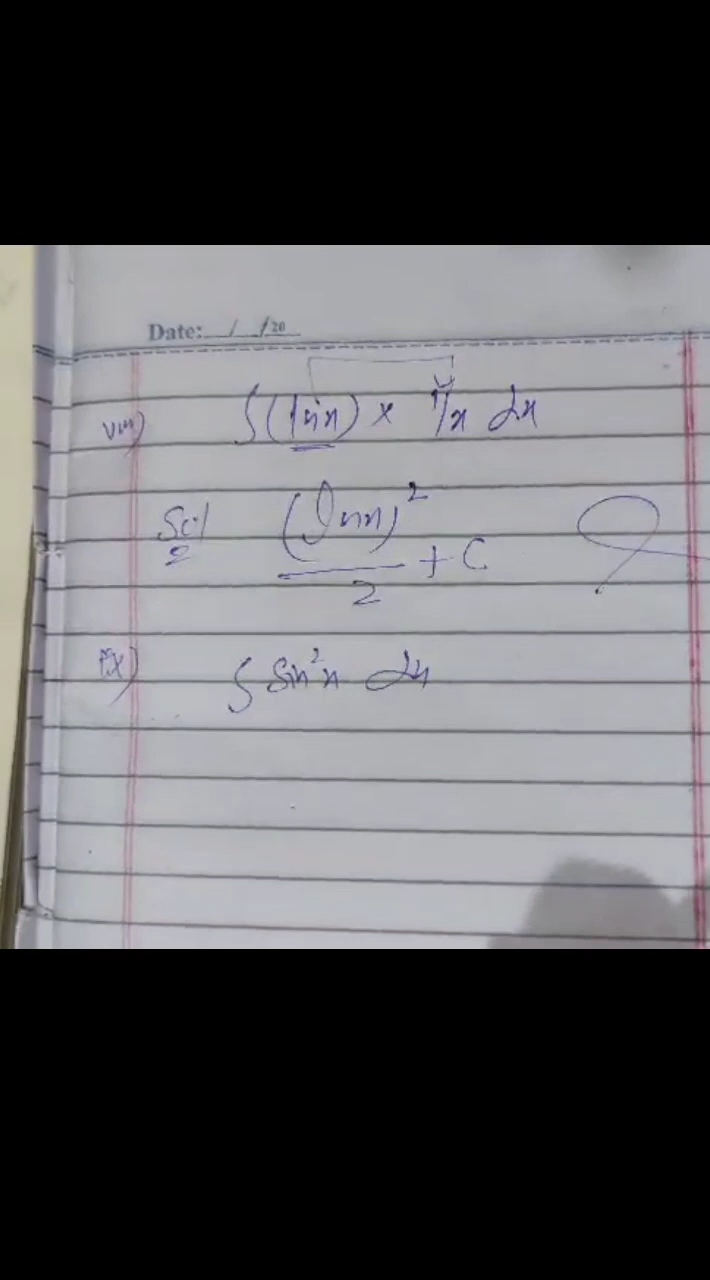 Date: / /20
viii) ∫(lnx) × 1/x dx
Sol (lnx)²/2 + C
ix) ∫ Sin²x dx